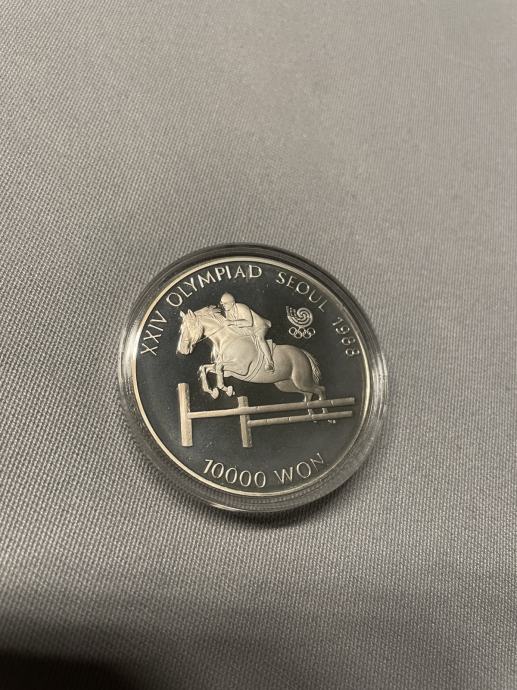 XXIV OLYMPIAD SEOUL 1988
10000 WON